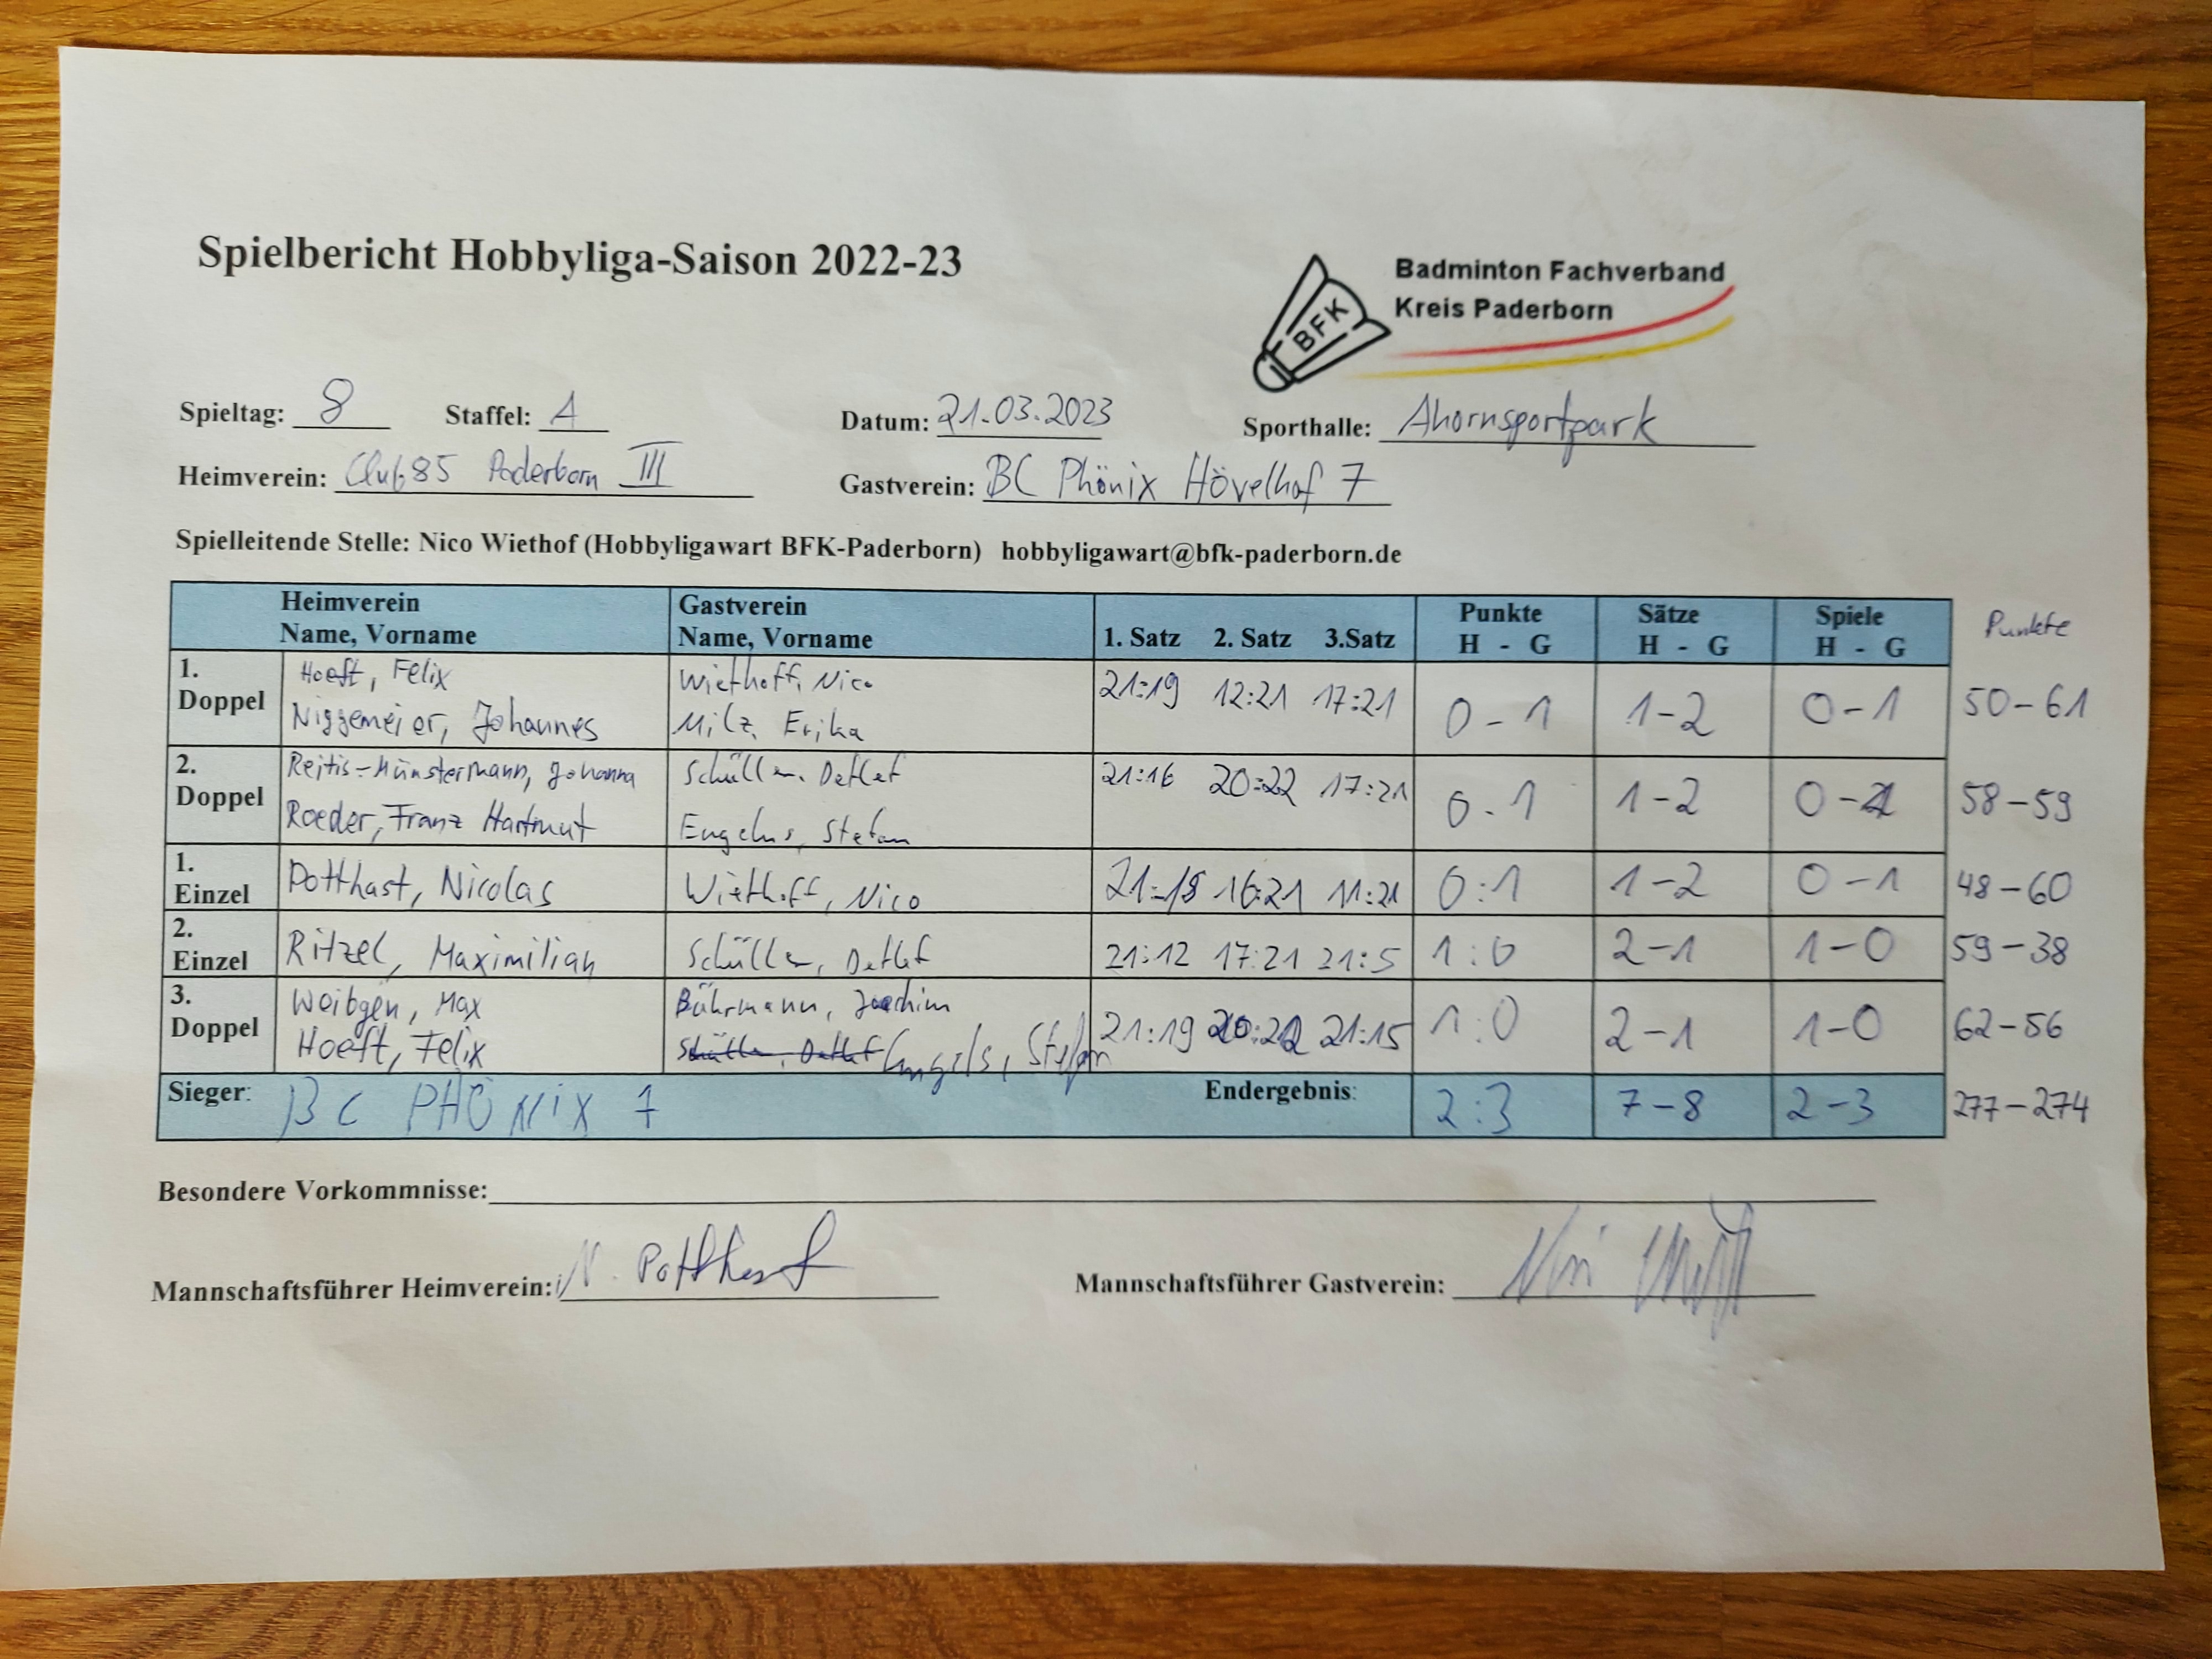 Spielbericht Hobbyliga-Saison 2022-23
BFK
Badminton Fachverband
Kreis Paderborn
Spieltag: 8 Staffel: A Datum: 21.03.2023 Sporthalle: Ahornsportpark
Heimverein: Club85 Paderborn III Gastverein: BC Phönix Hövelhof 7
Spielleitende Stelle: Nico Wiethof (Hobbyligawart BFK-Paderborn) hobbyligawart@bfk-paderborn.de
Heimverein Gastverein Punkte Sätze Spiele Punkte
Name, Vorname Name, Vorname 1. Satz 2. Satz 3.Satz H - G H - G H - G
1. Doppel Hoeft, Felix Wiethoff, Nico 21:19 12:21 17:21 0-1 1-2 0-1 50-61
Niggemeier, Johannes Milz, Erika
2. Doppel Reitis-Münstermann, Johanna Schüller, Detlef 21:16 20:22 17:21 0-1 1-2 0-1 58-59
Roeder, Franz Hartmut Stefan
1. Einzel Potthast, Nicolas Wiethoff, Nico 21-18 16:21 11:21 0:1 1-2 0-1 48-60
2. Einzel Ritzel, Maximilian Schüller, Detlef 21:12 17:21 21:5 1:0 2-1 1-0 59-38
3. Doppel Weibgen, Max Bührmann, Joachim 21:19 20:22 21:15 1:0 2-1 1-0 62-56
Hoeft, Felix Schüller, Detlef Engels, Stefan
Sieger: BC PHÖNIX 7 Endergebnis: 2:3 7-8 2-3 277-274
Besondere Vorkommnisse:
Mannschaftsführer Heimverein: N. Potthast Mannschaftsführer Gastverein: